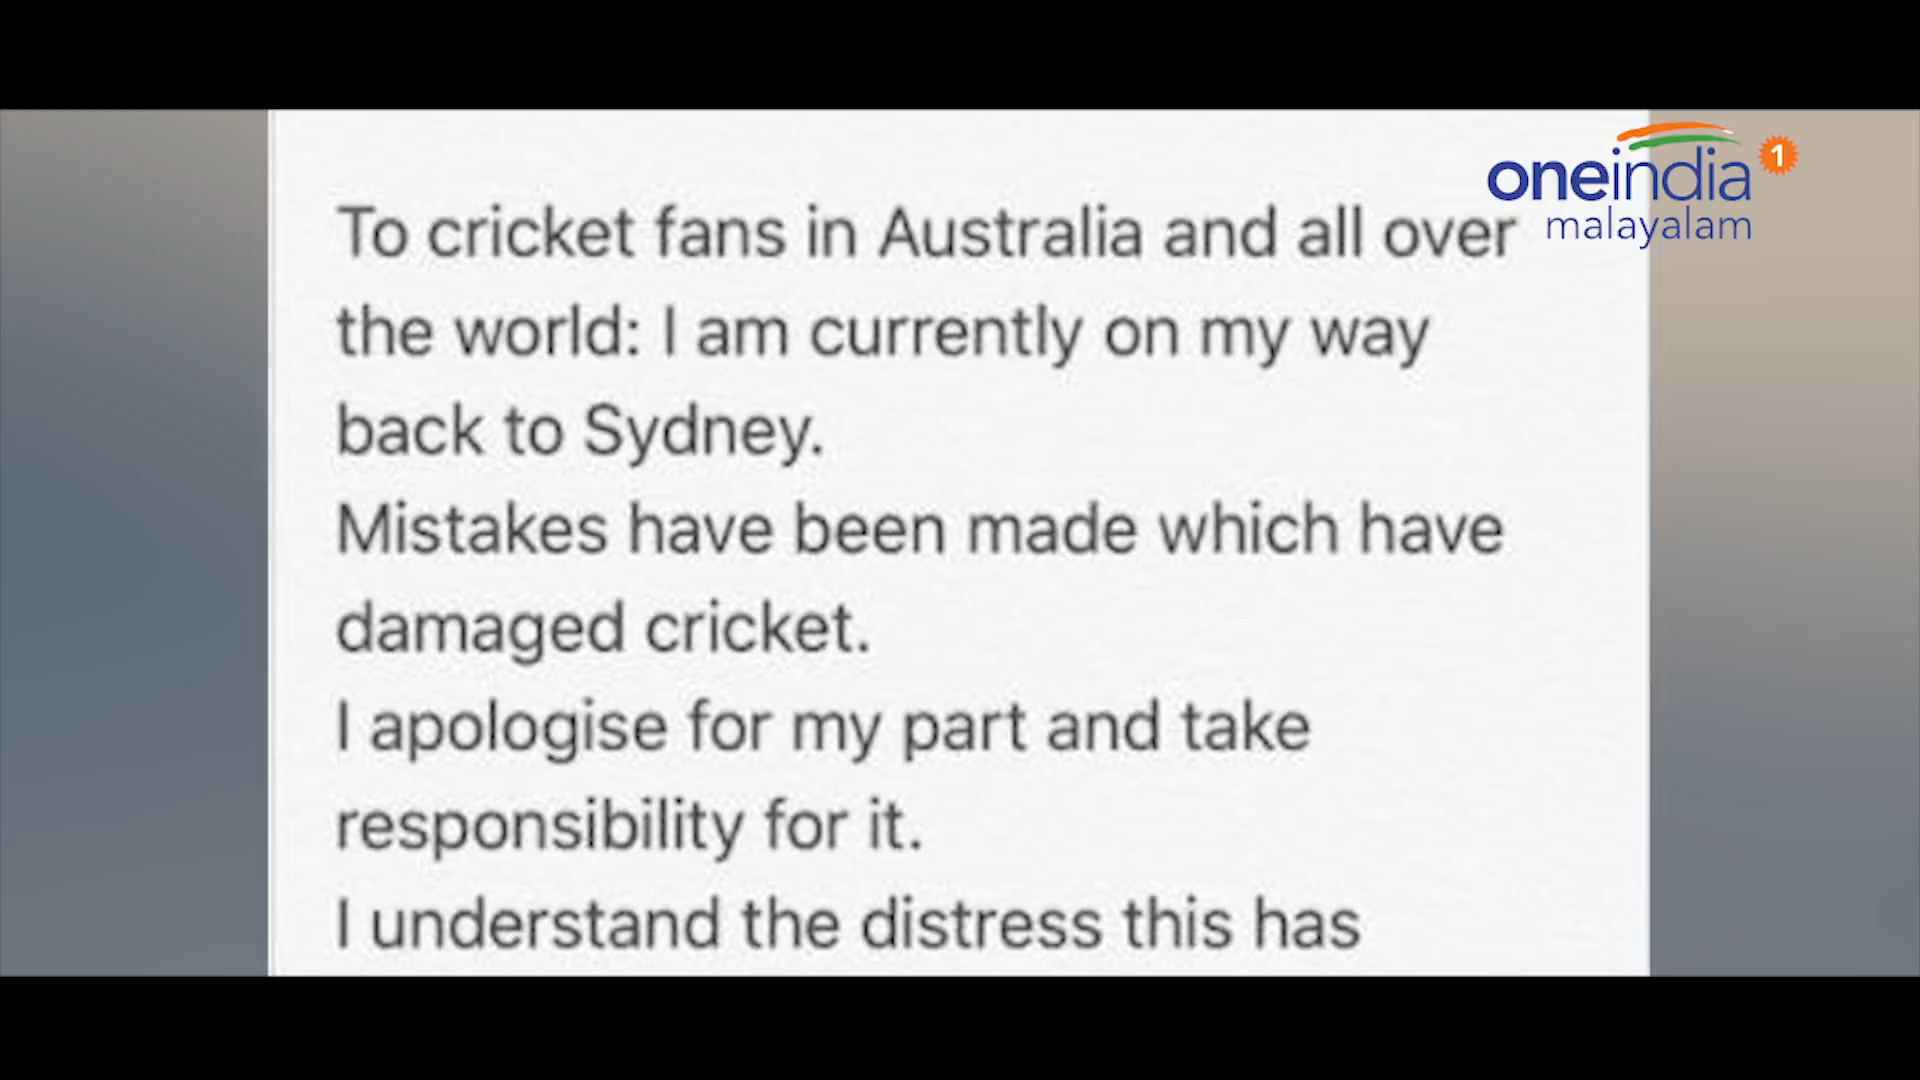 oneindia 1
malayalam
To cricket fans in Australia and all over
the world: I am currently on my way
back to Sydney.
Mistakes have been made which have
damaged cricket.
I apologise for my part and take
responsibility for it.
I understand the distress this has